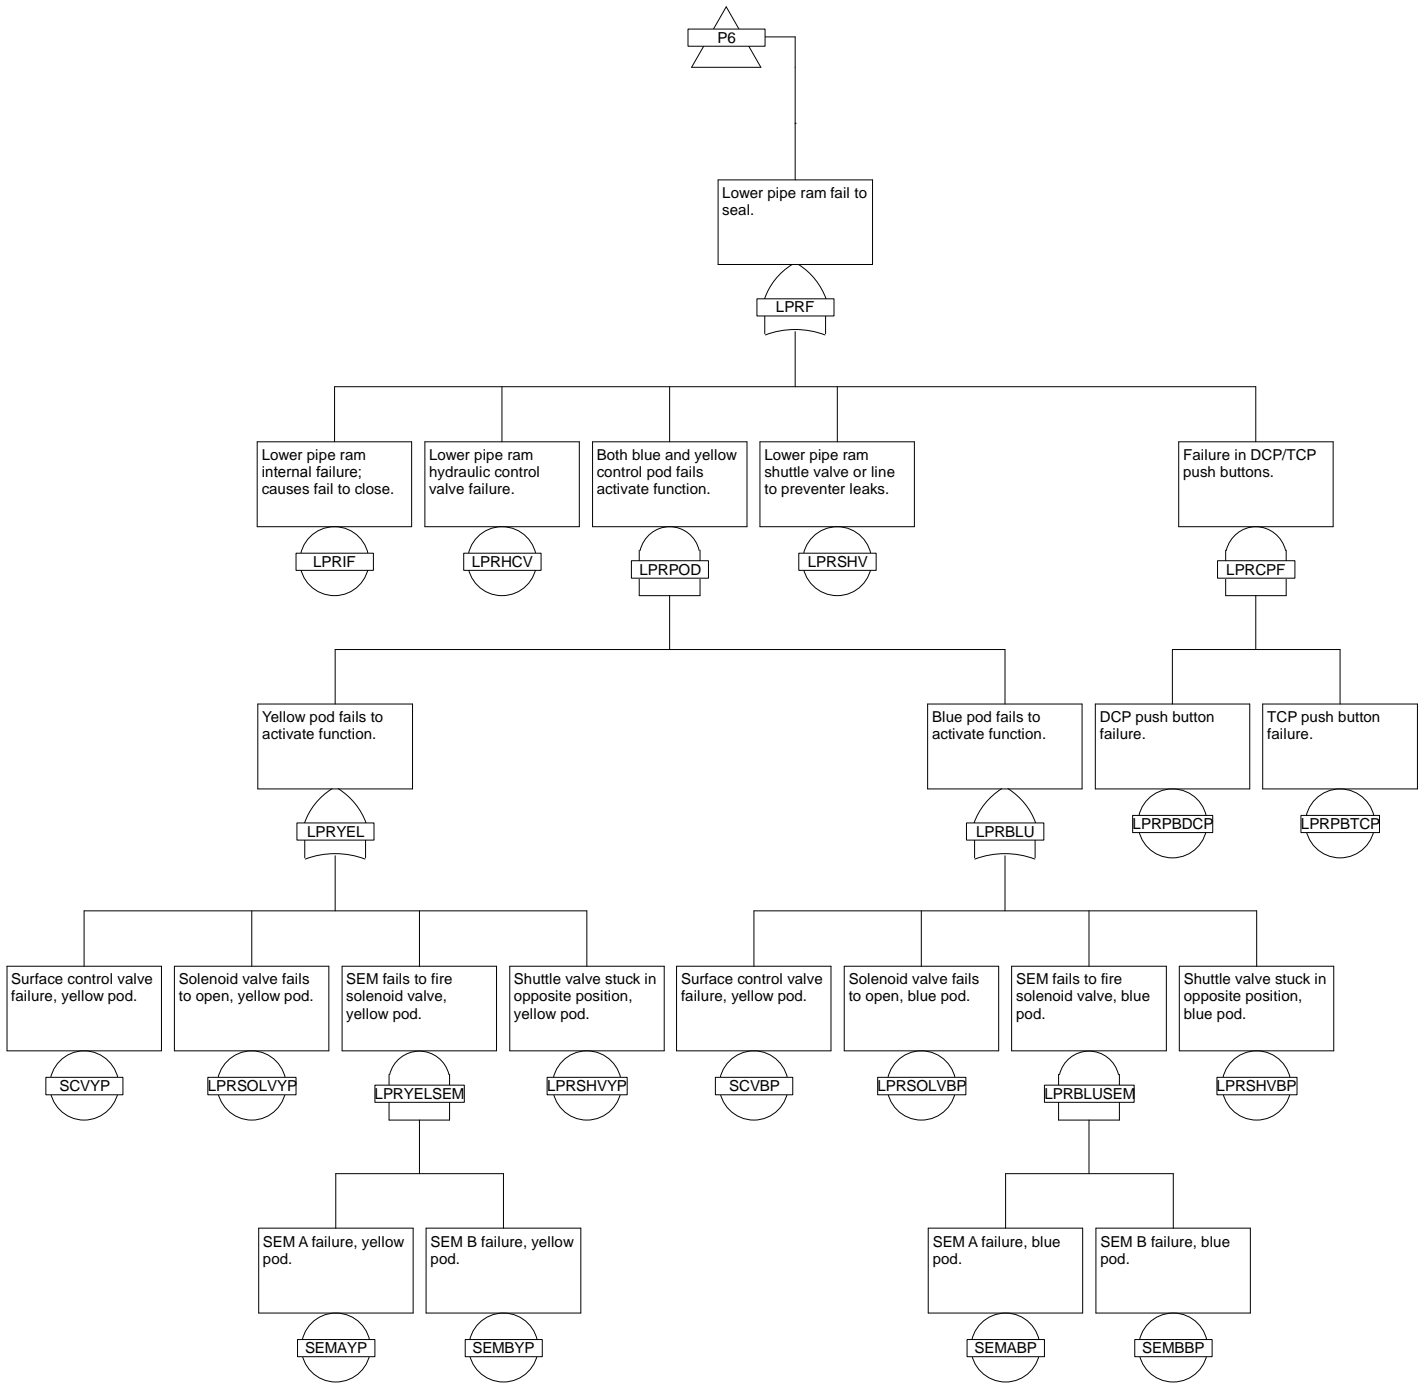 P6
Lower pipe ram fail to
seal.
LPRF
Lower pipe ram
internal failure;
causes fail to close.
LPRIF
Lower pipe ram
hydraulic control
valve failure.
LPRHCV
Both blue and yellow
control pod fails
activate function.
LPRPOD
Lower pipe ram
shuttle valve or line
to preventer leaks.
LPRSHV
Failure in DCP/TCP
push buttons.
LPRCPF
Yellow pod fails to
activate function.
LPRYEL
Blue pod fails to
activate function.
LPRBLU
DCP push button
failure.
LPRPBDCP
TCP push button
failure.
LPRPBTCP
Surface control valve
failure, yellow pod.
SCVYP
Solenoid valve fails
to open, yellow pod.
LPRSOLVYP
SEM fails to fire
solenoid valve,
yellow pod.
LPRYELSEM
Shuttle valve stuck in
opposite position,
yellow pod.
LPRSHVYP
Surface control valve
failure, yellow pod.
SCVBP
Solenoid valve fails
to open, blue pod.
LPRSOLVBP
SEM fails to fire
solenoid valve, blue
pod.
LPRBLUSEM
Shuttle valve stuck in
opposite position,
blue pod.
LPRSHVBP
SEM A failure, yellow
pod.
SEMAYP
SEM B failure, yellow
pod.
SEMBYP
SEM A failure, blue
pod.
SEMABP
SEM B failure, blue
pod.
SEMBBP